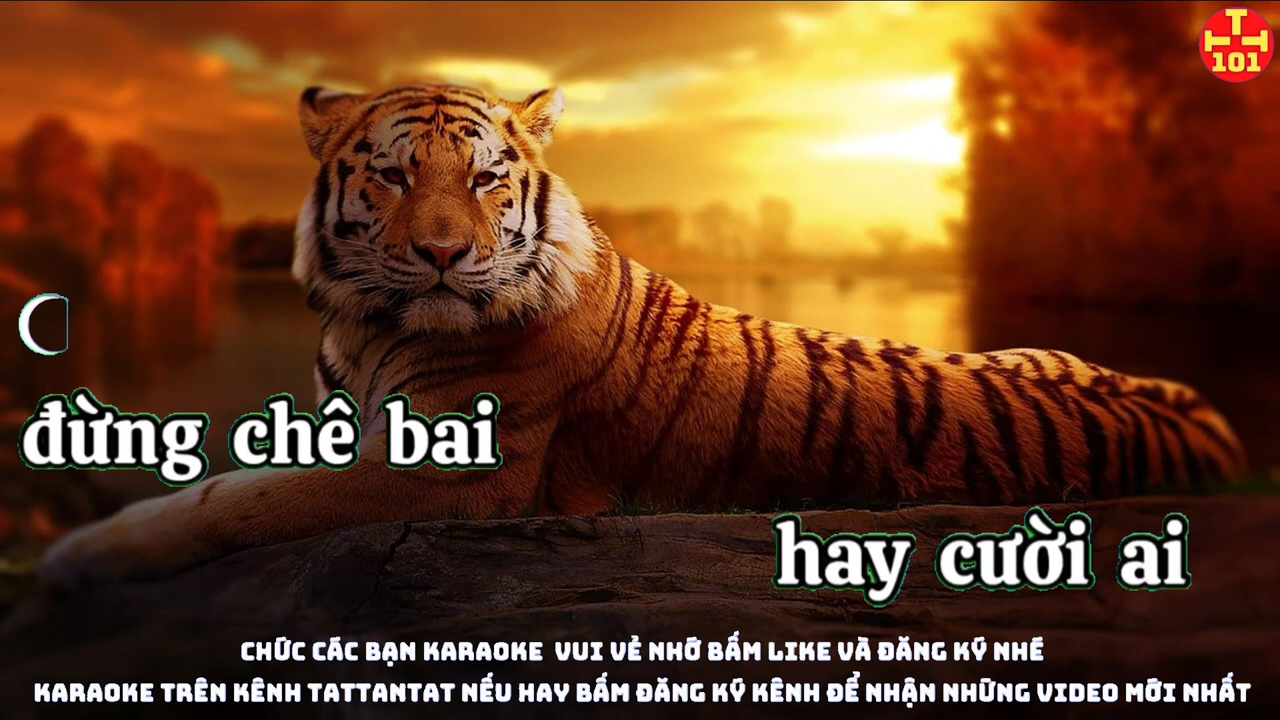 T
TT
101
đừng chê bai
hay cười ai
CHÚC CÁC BẠN KARAOKE VUI VẺ NHỚ BẤM LIKE VÀ ĐĂNG KÝ NHÉ
KARAOKE TRÊN KÊNH TATTANTAT NẾU HAY BẤM ĐĂNG KÝ KÊNH ĐỂ NHẬN NHỮNG VIDEO MỚI NHẤT